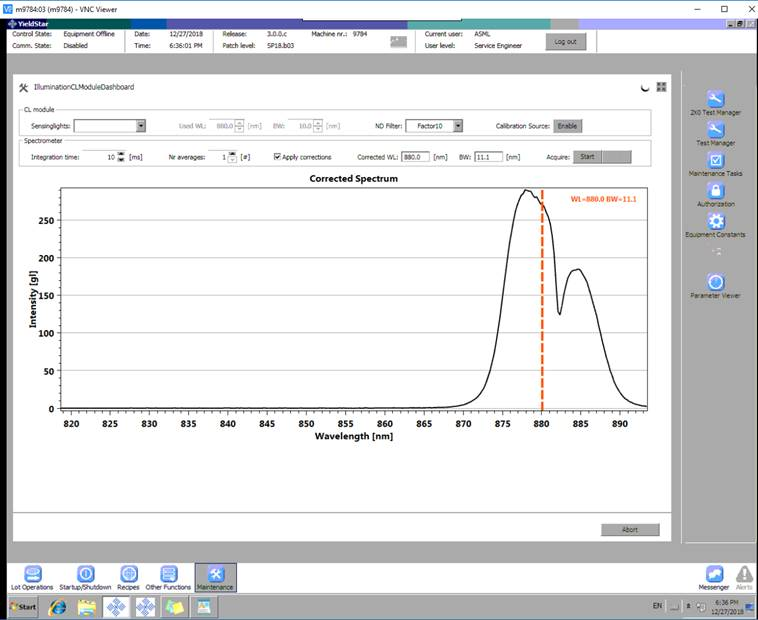 m9784:03 (m9784) - VNC Viewer
YieldStar
Control State: Equipment Offline Date: 12/27/2018 Release: 3.0.0.c Machine nr.: 9784 Current user: ASML
Comm. State: Disabled Time: 6:36:01 PM Patch level: SP18.b03 User level: Service Engineer
Log out
IlluminationCLModuleDashboard
CL module
Sensinglights: Used WL: 880.0 [nm] BW: 10.0 [nm] ND Filter: Factor10 Calibration Source: Enable
Spectrometer
Integration time: 10 [ms] Nr averages: 1 [#] Apply corrections Corrected WL: 880.0 [nm] BW: 11.1 [nm] Acquire: Start
Corrected Spectrum
WL=880.0 BW=11.1
Intensity [gl]
250
200
150
100
50
0
820 825 830 835 840 845 850 855 860 865 870 875 880 885 890
Wavelength [nm]
Abort
2X0 Test Manager
Test Manager
Maintenance Tasks
Authorization
Equipment Constants
Parameter Viewer
Lot Operations Startup/Shutdown Recipes Other Functions Maintenance Messenger Alerts
Start
EN
6:36 PM
12/27/2018